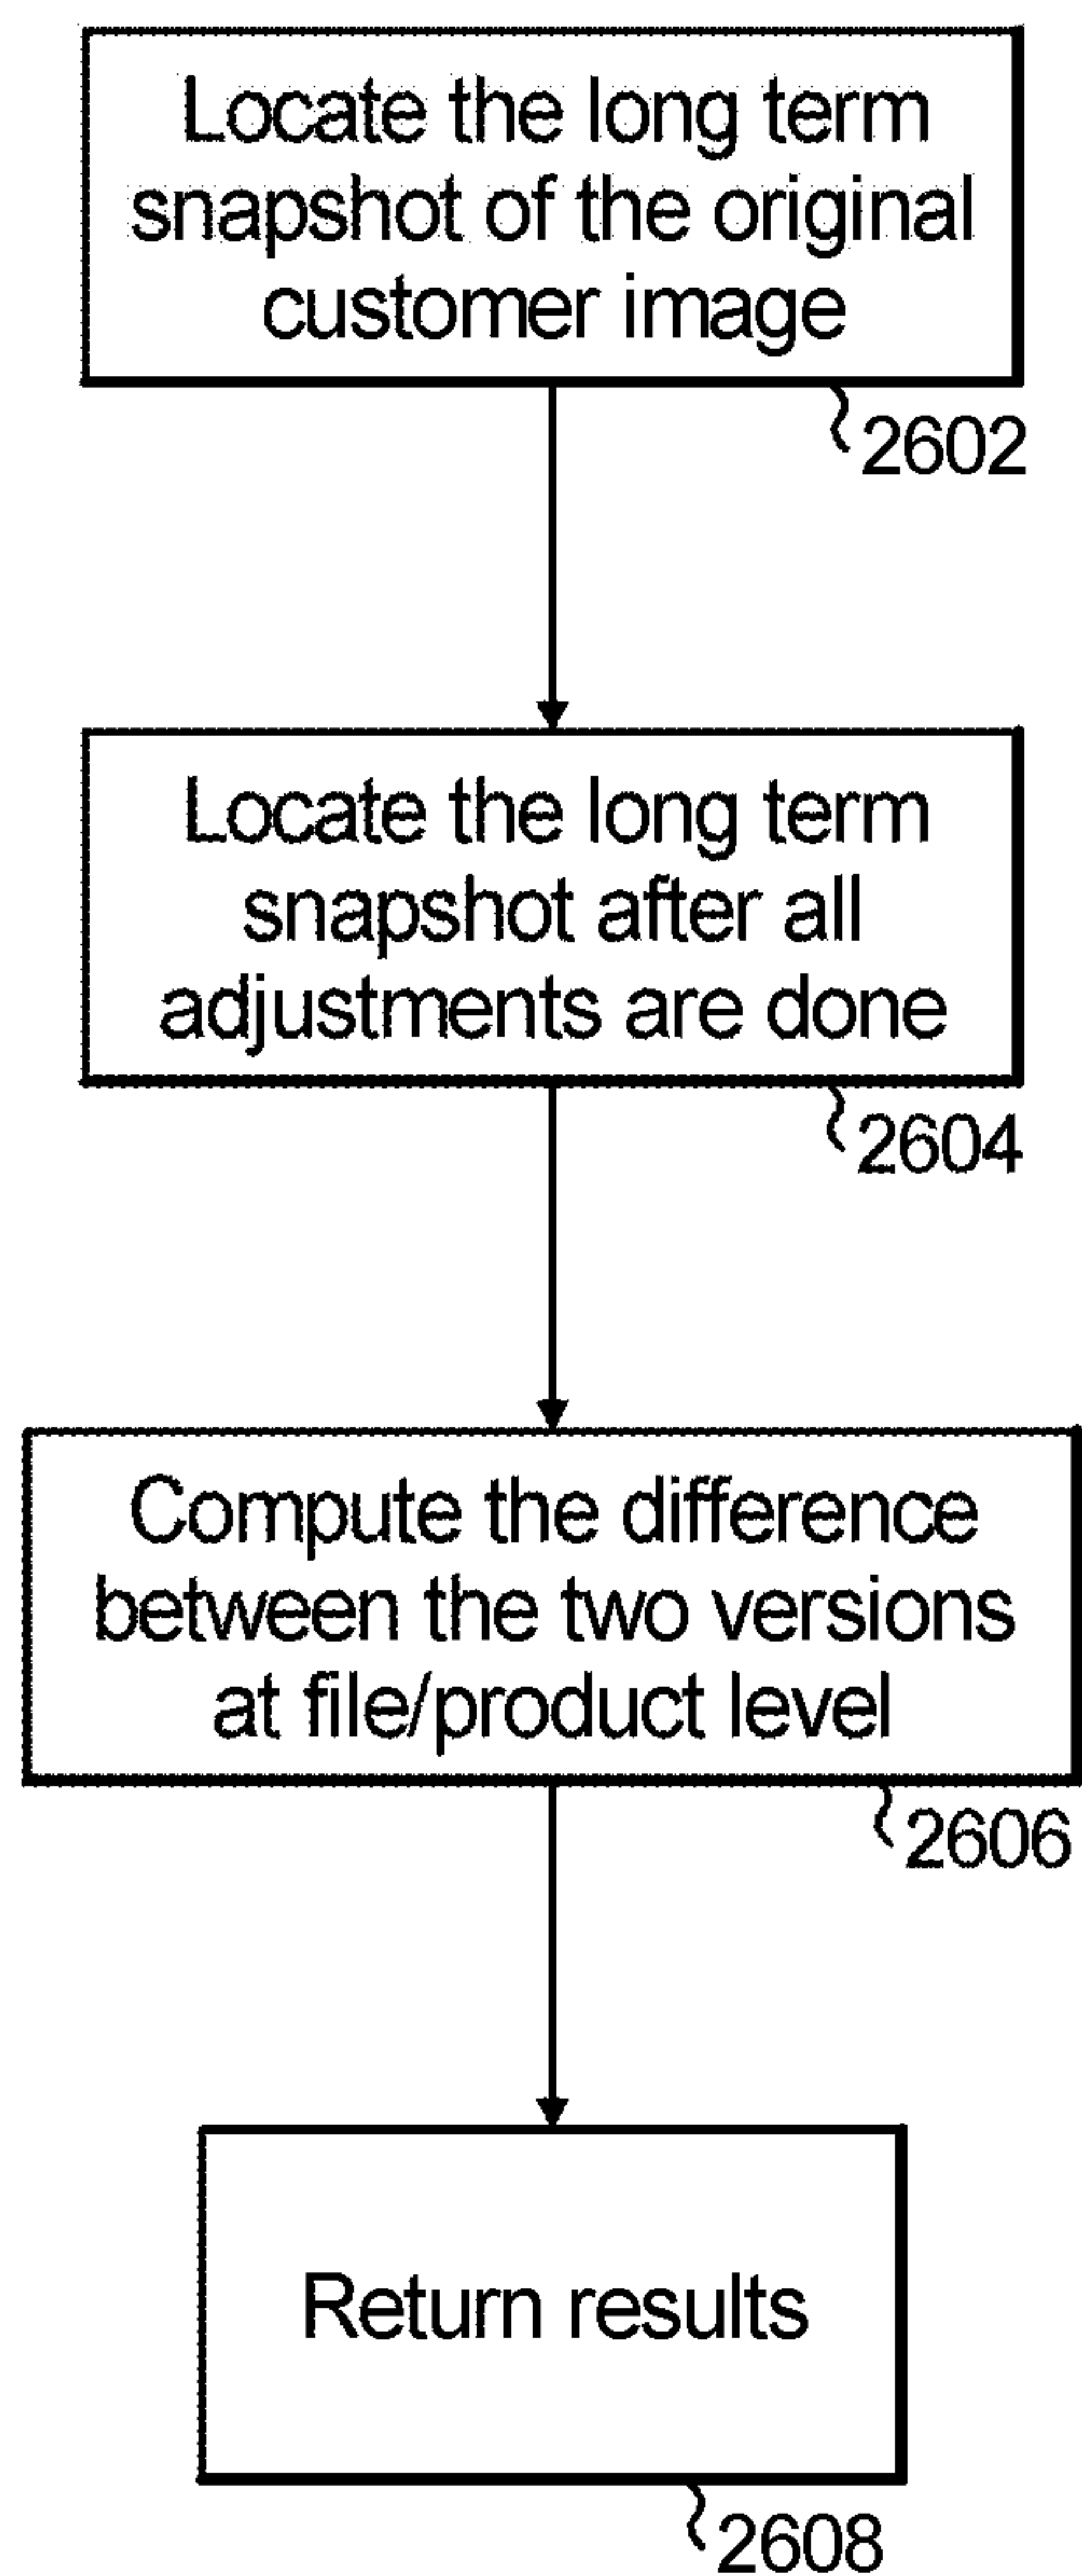 Locate the long term
snapshot of the original
customer image
2602
Locate the long term
snapshot after all
adjustments are done
2604
Compute the difference
between the two versions
at file/product level
2606
Return results
2608